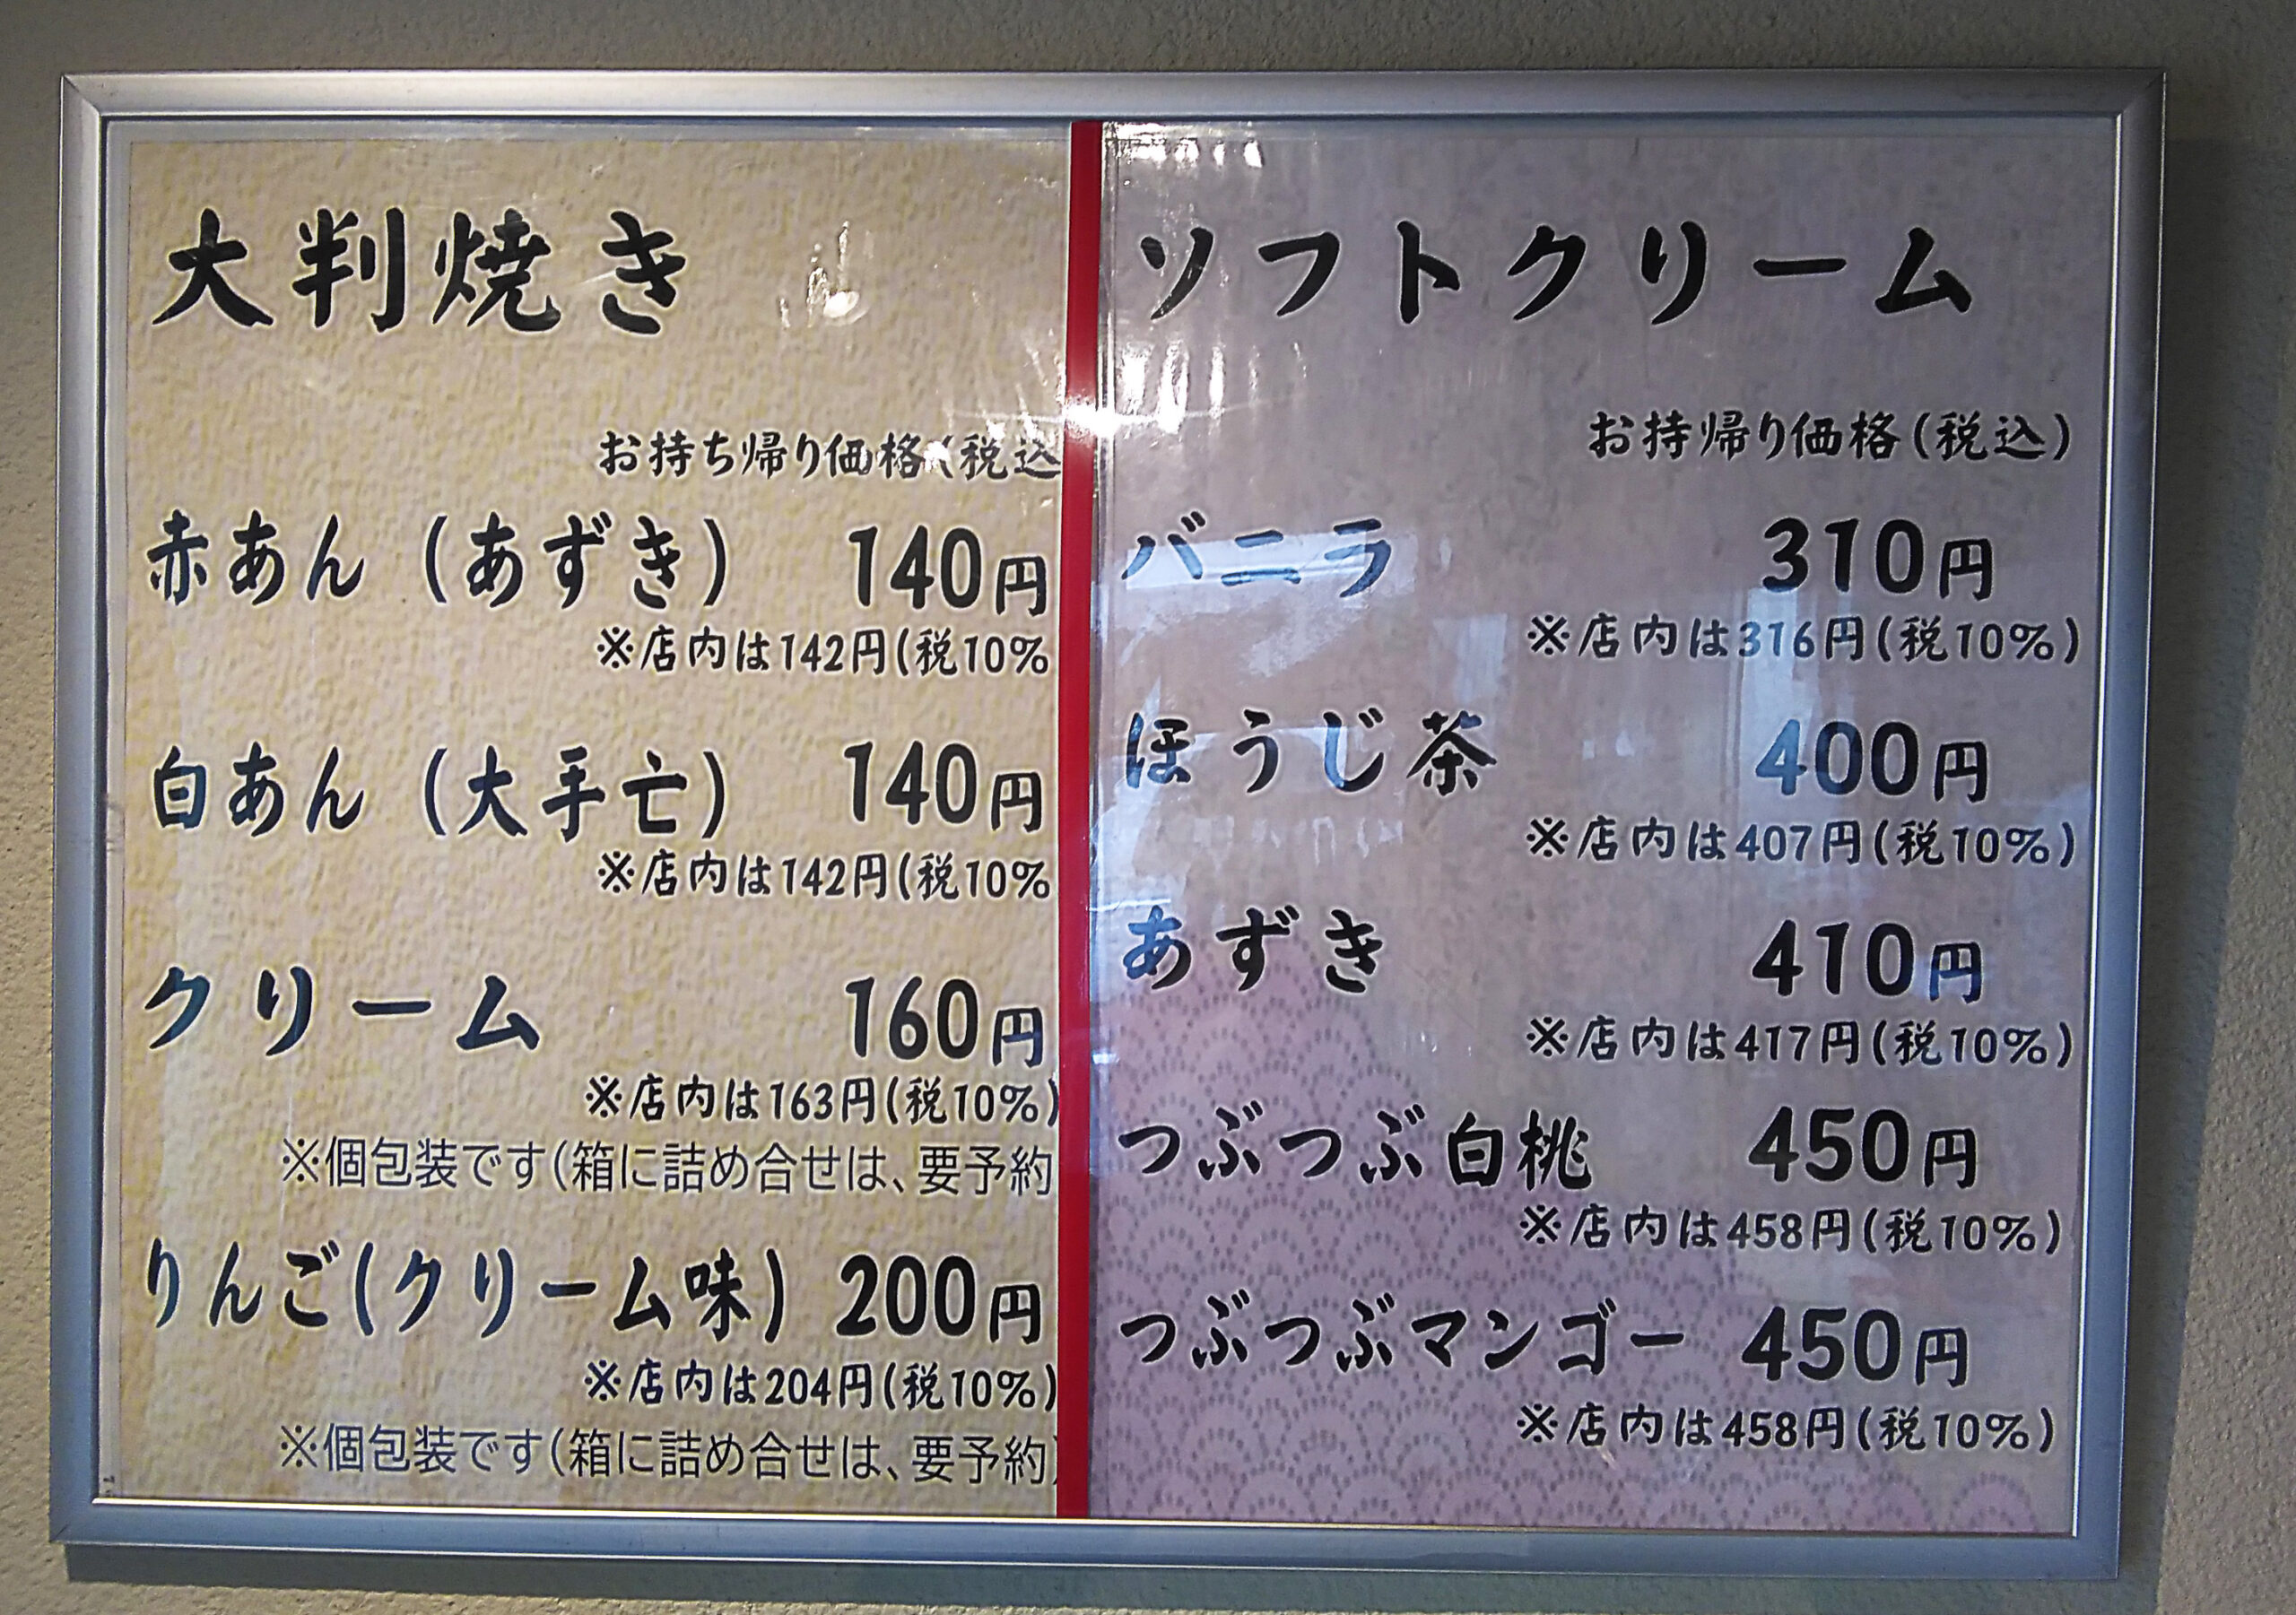 大判焼き
お持ち帰り価格(税込
赤あん(あずき) 140円
※店内は142円(税10%
白あん(大手亡) 140円
※店内は142円(税10%
クリーム 160円
※店内は163円(税10%)
※個包装です(箱に詰め合せは、要予約
りんご(クリーム味) 200円
※店内は204円(税10%)
※個包装です(箱に詰め合せは、要予約)
ソフトクリーム
お持帰り価格(税込)
バニラ 310円
※店内は316円(税10%)
ほうじ茶 400円
※店内は407円(税10%)
あずき 410円
※店内は417円(税10%)
つぶつぶ白桃 450円
※店内は458円(税10%)
つぶつぶマンゴー 450円
※店内は458円(税10%)